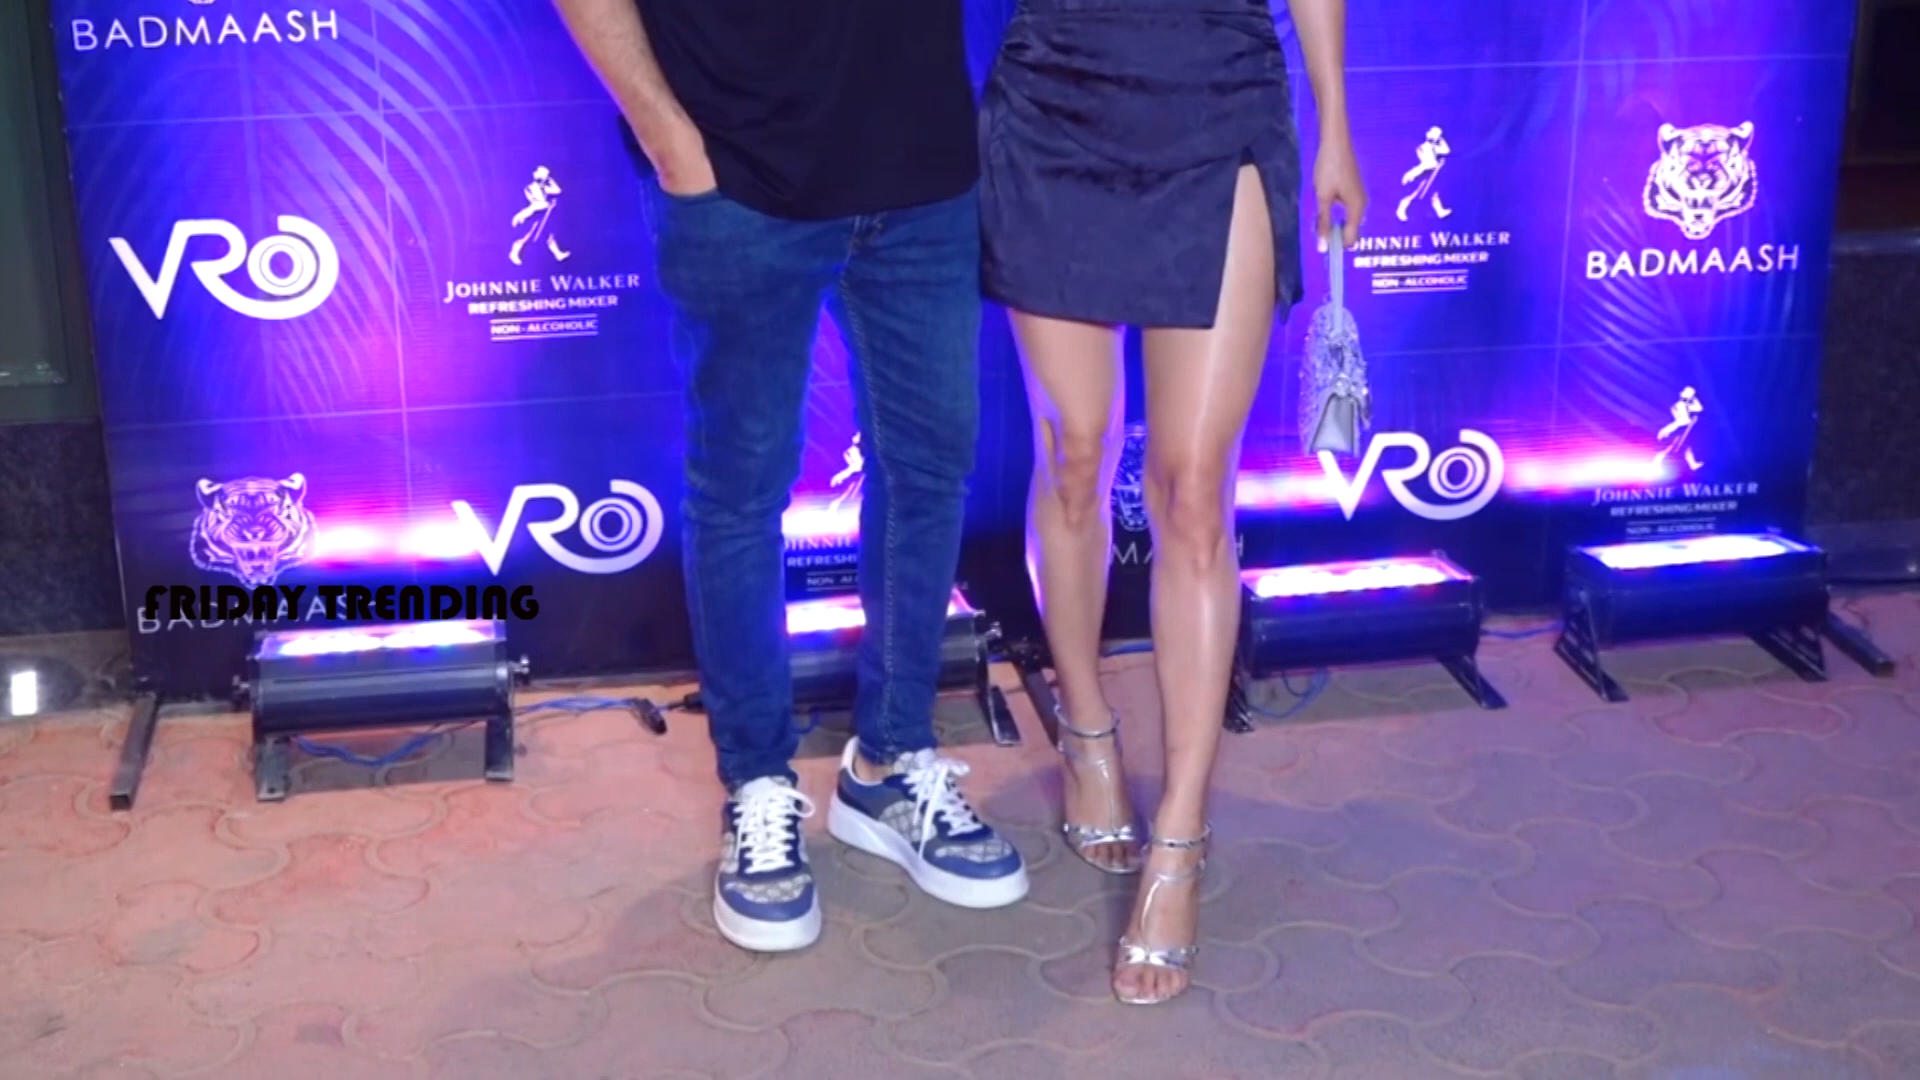 BADMAASH
VRO
JOHNNIE WALKER
REFRESHING MIXER
NON-ALCOHOLIC
JOHNNIE WALKER
REFRESHING MIXER
NON-ALCOHOLIC
BADMAASH
BADMAASH
FRIDAY TRENDING
VRO
REFRESHI
VRO
JOHNNIE WALKER
REFRESHING MIXER
NON-ALCOHOLIC